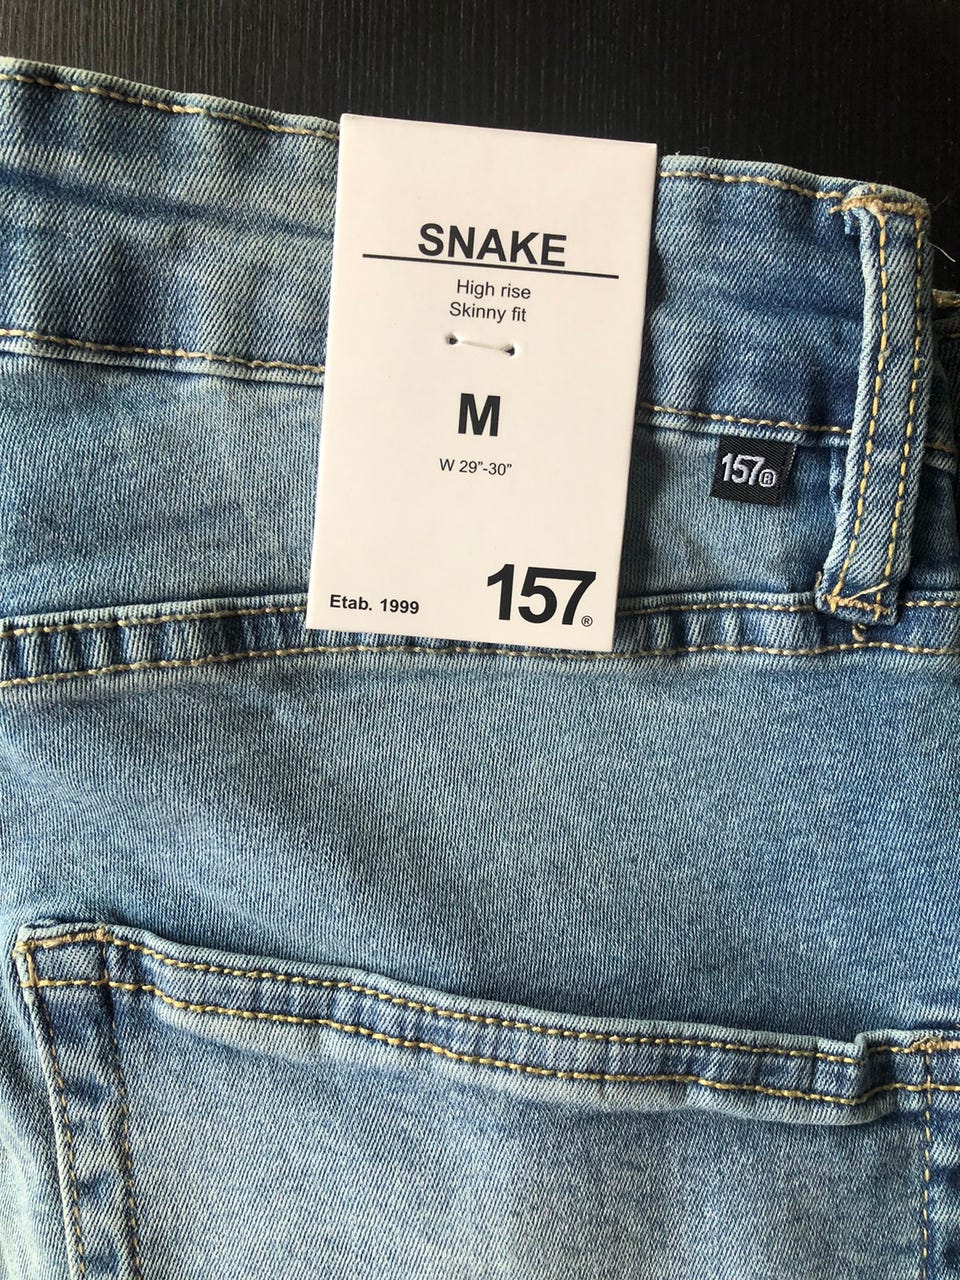 SNAKE
High rise
Skinny fit
M
W 29”-30”
Etab. 1999
157®
157®